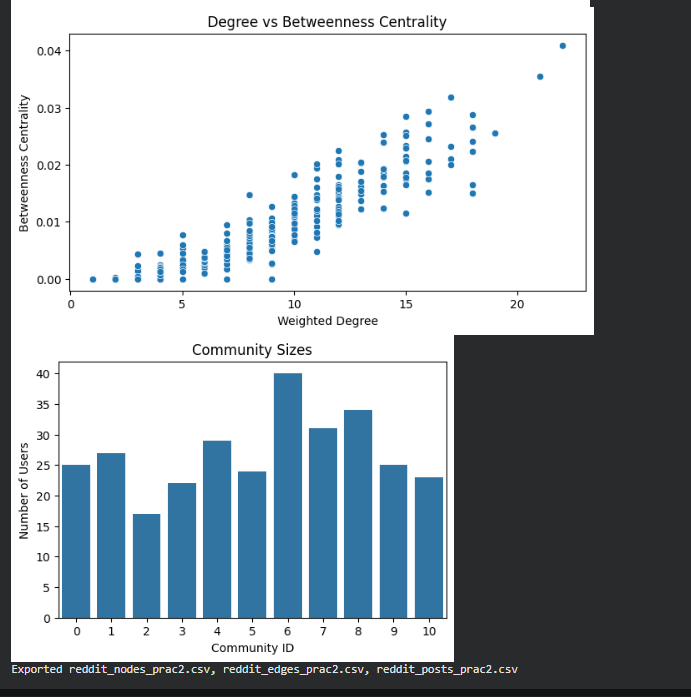 Degree vs Betweenness Centrality
0.04
0.03
0.02
0.01
0.00
Betweenness Centrality
0 5 10 15 20
Weighted Degree
Community Sizes
40
35
30
25
20
15
10
5
0
Number of Users
0 1 2 3 4 5 6 7 8 9 10
Community ID
Exported reddit_nodes_prac2.csv, reddit_edges_prac2.csv, reddit_posts_prac2.csv